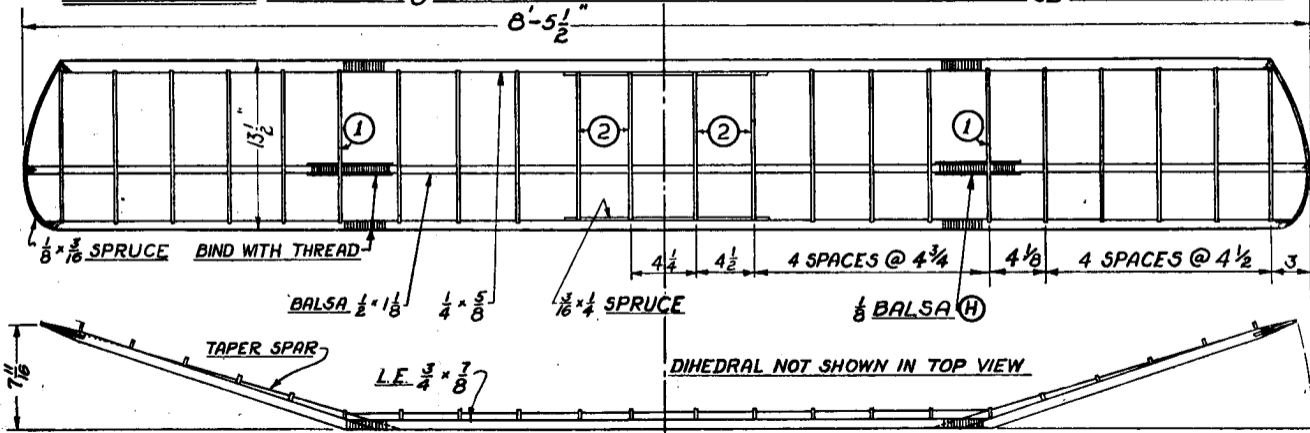 8'-5 1/2"
13 1/2"
1
2
2
1
1/8 x 3/16 SPRUCE
BIND WITH THREAD
4 1/4
4 1/2
4 SPACES @ 4 3/4
4 1/8
4 SPACES @ 4 1/2
3
BALSA 1/2 x 1 1/8
1/4 x 5/8
3/16 x 1/4 SPRUCE
1/8 BALSA H
7 11/16
TAPER SPAR
L.E. 3/4 x 7/8
DIHEDRAL NOT SHOWN IN TOP VIEW